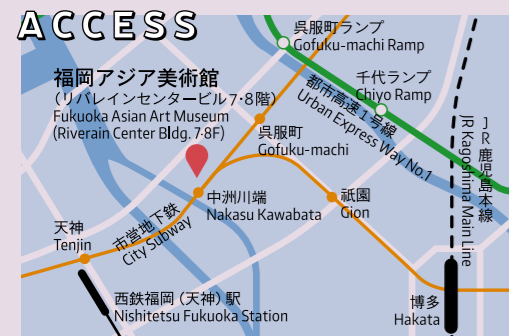 ACCESS
呉服町ランプ
Gofuku-machi Ramp
福岡アジア美術館
（リバレインセンタービル7・8階）
Fukuoka Asian Art Museum
(Riverain Center Bldg. 7・8F)
千代ランプ
Chiyo Ramp
都市高速1号線
Urban Express Way No.1
呉服町
Gofuku-machi
JR鹿児島本線
JR Kagoshima Main Line
中洲川端
Nakasu Kawabata
祇園
Gion
天神
Tenjin
市営地下鉄
City Subway
西鉄福岡（天神）駅
Nishitetsu Fukuoka Station
博多
Hakata